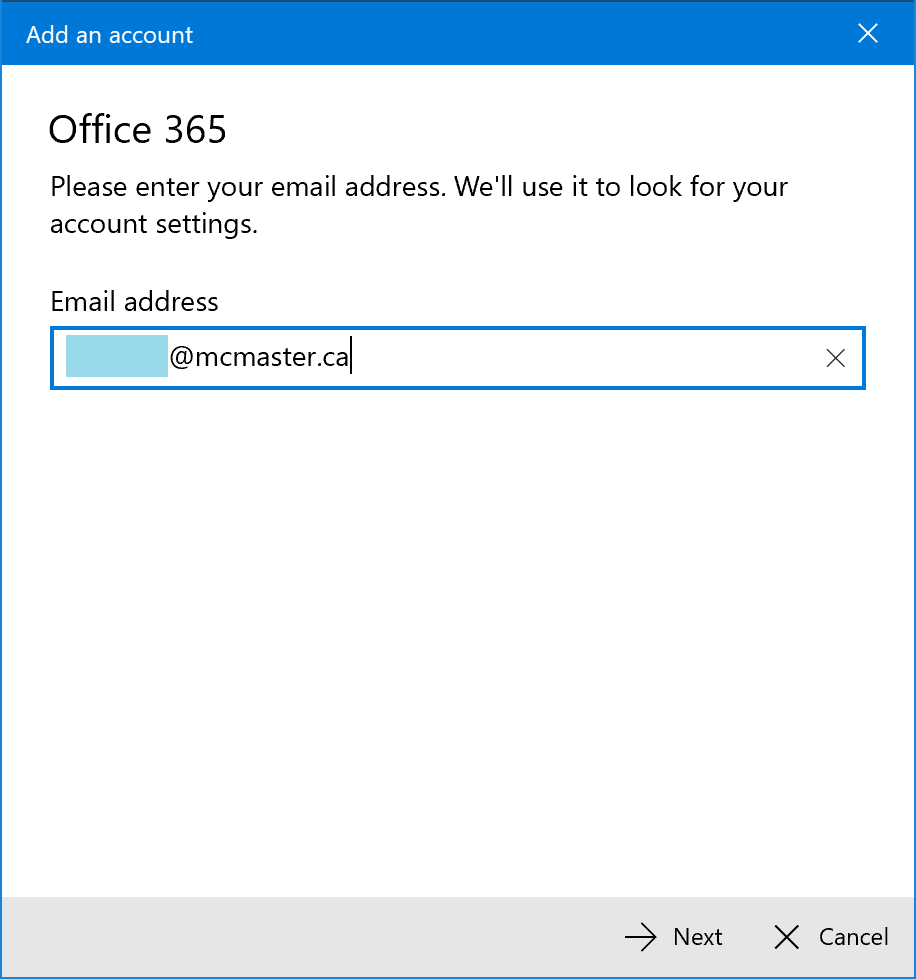 Add an account
Office 365
Please enter your email address. We'll use it to look for your
account settings.
Email address
@mcmaster.ca
Next
Cancel